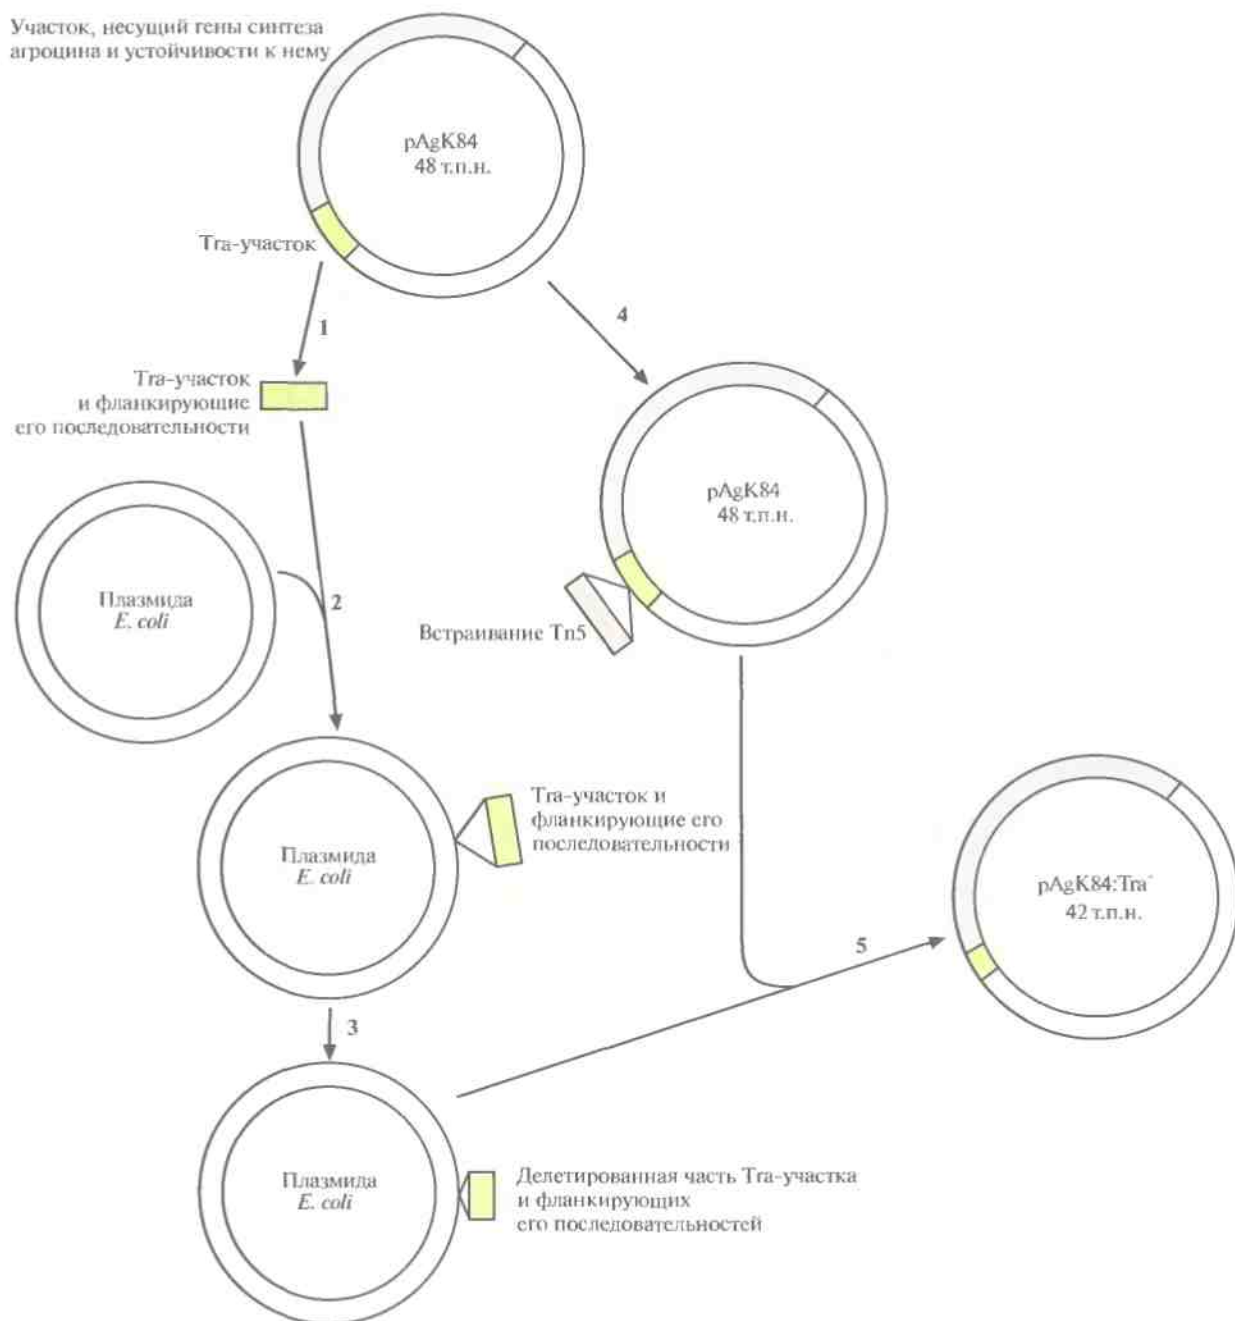 Участок, несущий гены синтеза
агроцина и устойчивости к нему
pAgK84
48 т.п.н.
Tra-участок
1
4
Tra-участок
и фланкирующие
его последовательности
pAgK84
48 т.п.н.
Плазмида
E. coli
2
Встраивание Tn5
Tra-участок и
фланкирующие его
последовательности
Плазмида
E. coli
pAgK84:Tra-
42 т.п.н.
5
3
Плазмида
E. coli
Делетированная часть Tra-участка
и фланкирующих
его последовательностей